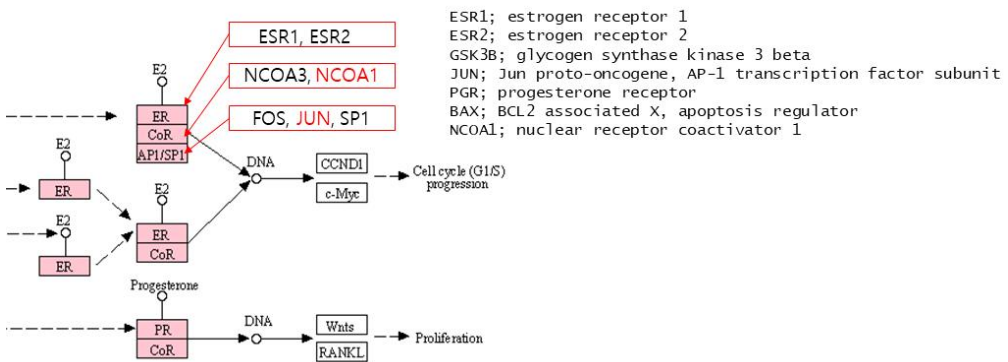 ESR1, ESR2
NCOA3, NCOA1
FOS, JUN, SP1
ESR1; estrogen receptor 1
ESR2; estrogen receptor 2
GSK3B; glycogen synthase kinase 3 beta
JUN; Jun proto-oncogene, AP-1 transcription factor subunit
PGR; progesterone receptor
BAX; BCL2 associated X, apoptosis regulator
NCOA1; nuclear receptor coactivator 1
E2
ER
CoR
AP1/SP1
E2
ER
E2
ER
E2
ER
CoR
DNA
CCND1
c-Myc
Cell cycle (G1/S)
progression
Progesterone
PR
CoR
DNA
Wnts
RANKL
Proliferation